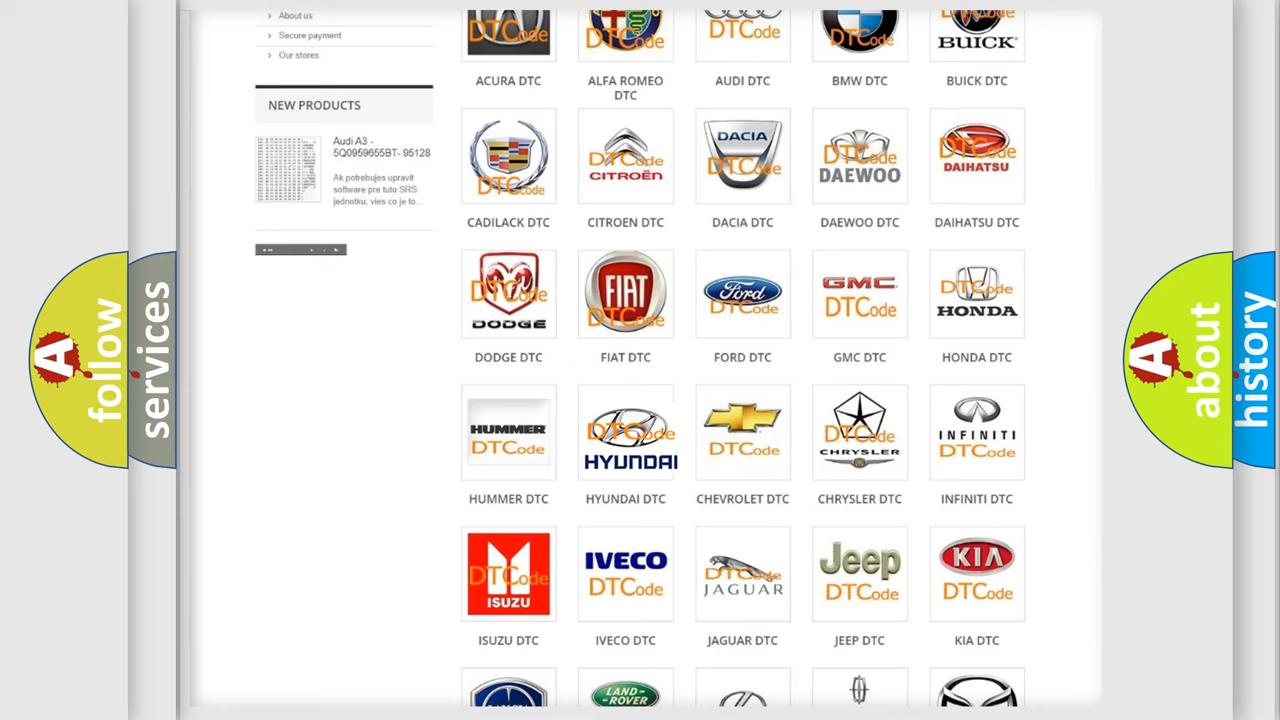 About us
Secure payment
Our stores
NEW PRODUCTS
Audi A3 -
5Q0959655BT- 95128
Ak potrebujes upravit
software pre tuto SRS
jednotku, vies co je to...
DTCode
DTCode
DTCode
DTCode
BUICK
ACURA DTC
ALFA ROMEO
DTC
AUDI DTC
BMW DTC
BUICK DTC
DTCode
DTCode
CITROËN
DACIA
DTCode
DTCode
DAEWOO
DTCode
DAIHATSU
CADILACK DTC
CITROEN DTC
DACIA DTC
DAEWOO DTC
DAIHATSU DTC
DTCode
DODGE
FIAT
DTCode
Ford
DTCode
GMC
DTCode
DTCode
HONDA
DODGE DTC
FIAT DTC
FORD DTC
GMC DTC
HONDA DTC
HUMMER
DTCode
DTCode
HYUNDAI
DTCode
DTCode
CHRYSLER
INFINITI
DTCode
HUMMER DTC
HYUNDAI DTC
CHEVROLET DTC
CHRYSLER DTC
INFINITI DTC
DTCode
ISUZU
IVECO
DTCode
DTCode
JAGUAR
Jeep
DTCode
KIA
DTCode
ISUZU DTC
IVECO DTC
JAGUAR DTC
JEEP DTC
KIA DTC
LAND-
ROVER
A
follow
services
A
about
history